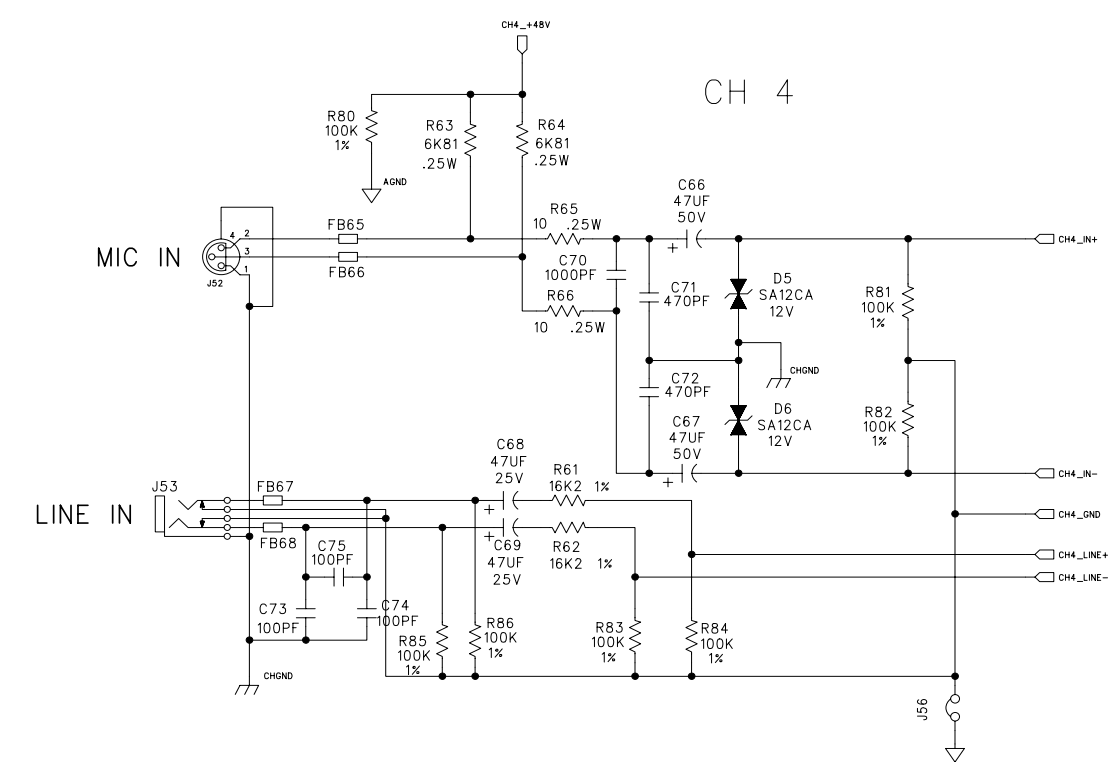 CH4_+48V
CH 4
R80
100K
1%
R63
6K81
.25W
R64
6K81
.25W
AGND
MIC IN
4
2
3
1
J52
FB65
FB66
R65
10 .25W
C70
1000PF
R66
10 .25W
C66
47UF
50V
+
C71
470PF
D5
SA12CA
12V
R81
100K
1%
CH4_IN+
CHGND
C72
470PF
D6
SA12CA
12V
R82
100K
1%
C67
47UF
50V
+
CH4_IN-
LINE IN
J53
FB67
FB68
C68
47UF
25V
+
R61
16K2 1%
+
C69
47UF
25V
R62
16K2 1%
CH4_GND
CH4_LINE+
CH4_LINE-
C75
100PF
C73
100PF
C74
100PF
R85
100K
1%
R86
100K
1%
R83
100K
1%
R84
100K
1%
CHGND
J56